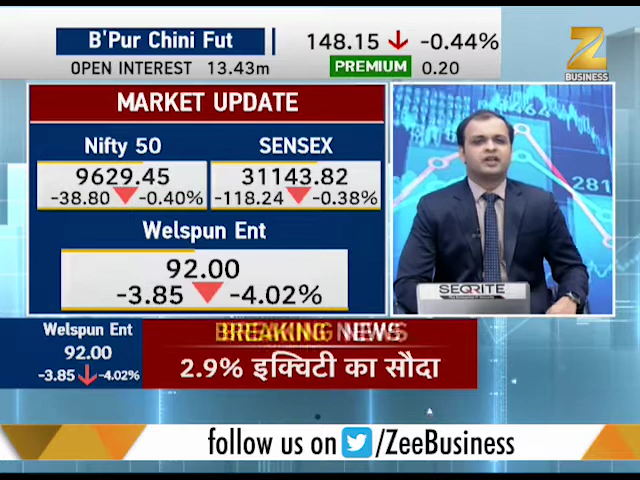 B'Pur Chini Fut
148.15 -0.44%
OPEN INTEREST 13.43m
PREMIUM 0.20
Z
BUSINESS
MARKET UPDATE
Nifty 50
9629.45
-38.80 -0.40%
SENSEX
31143.82
-118.24 -0.38%
Welspun Ent
92.00
-3.85 -4.02%
281
SEQRITE
Welspun Ent
92.00
-3.85 -4.02%
BREAKING NEWS
2.9% इक्विटी का सौदा
follow us on /ZeeBusiness